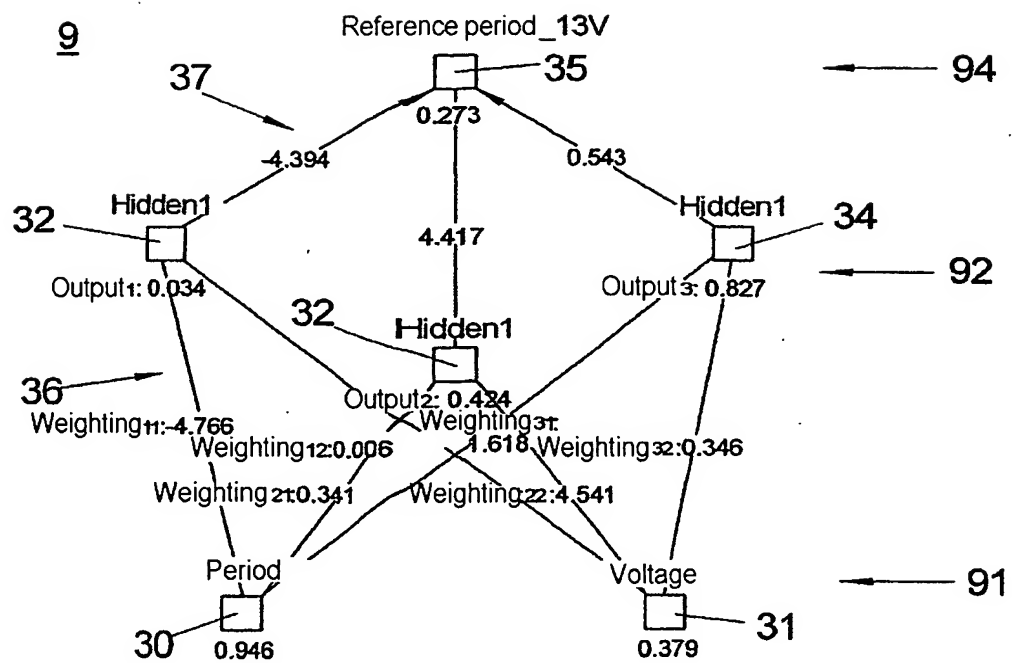 9
Reference period_13V
35
94
37
0.273
-4.394
0.543
Hidden1
Hidden1
32
34
4.417
92
Output1: 0.034
Output3: 0.827
32
Hidden1
36
Output2: 0.424
Weighting11:-4.766
Weighting31:
1.618
Weighting12:0.006
Weighting32:0.346
Weighting21:0.341
Weighting22:4.541
Period
Voltage
91
30
31
0.946
0.379